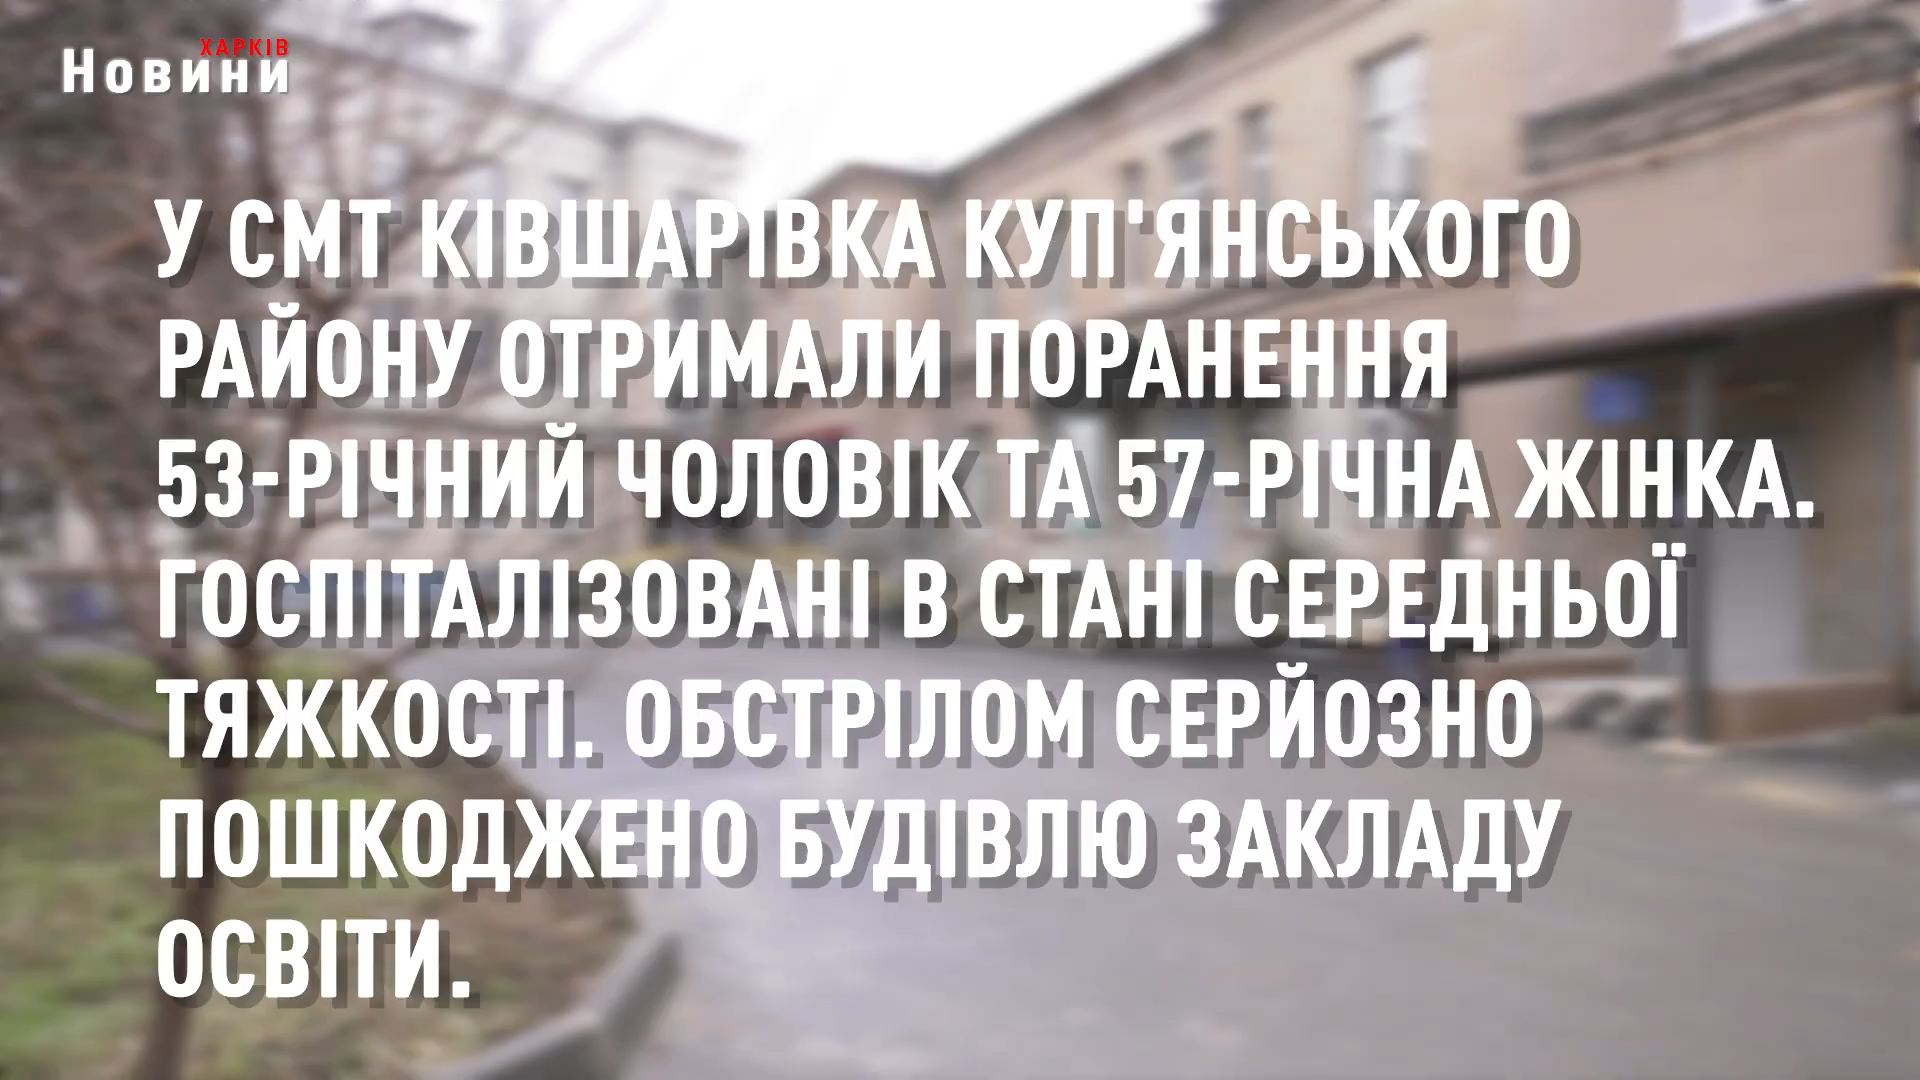 ХАРКІВ
Новини
У СМТ КІВШАРІВКА КУП'ЯНСЬКОГО
РАЙОНУ ОТРИМАЛИ ПОРАНЕННЯ
53-РІЧНИЙ ЧОЛОВІК ТА 57-РІЧНА ЖІНКА.
ГОСПІТАЛІЗОВАНІ В СТАНІ СЕРЕДНЬОЇ
ТЯЖКОСТІ. ОБСТРІЛОМ СЕРЙОЗНО
ПОШКОДЖЕНО БУДІВЛЮ ЗАКЛАДУ
ОСВІТИ.